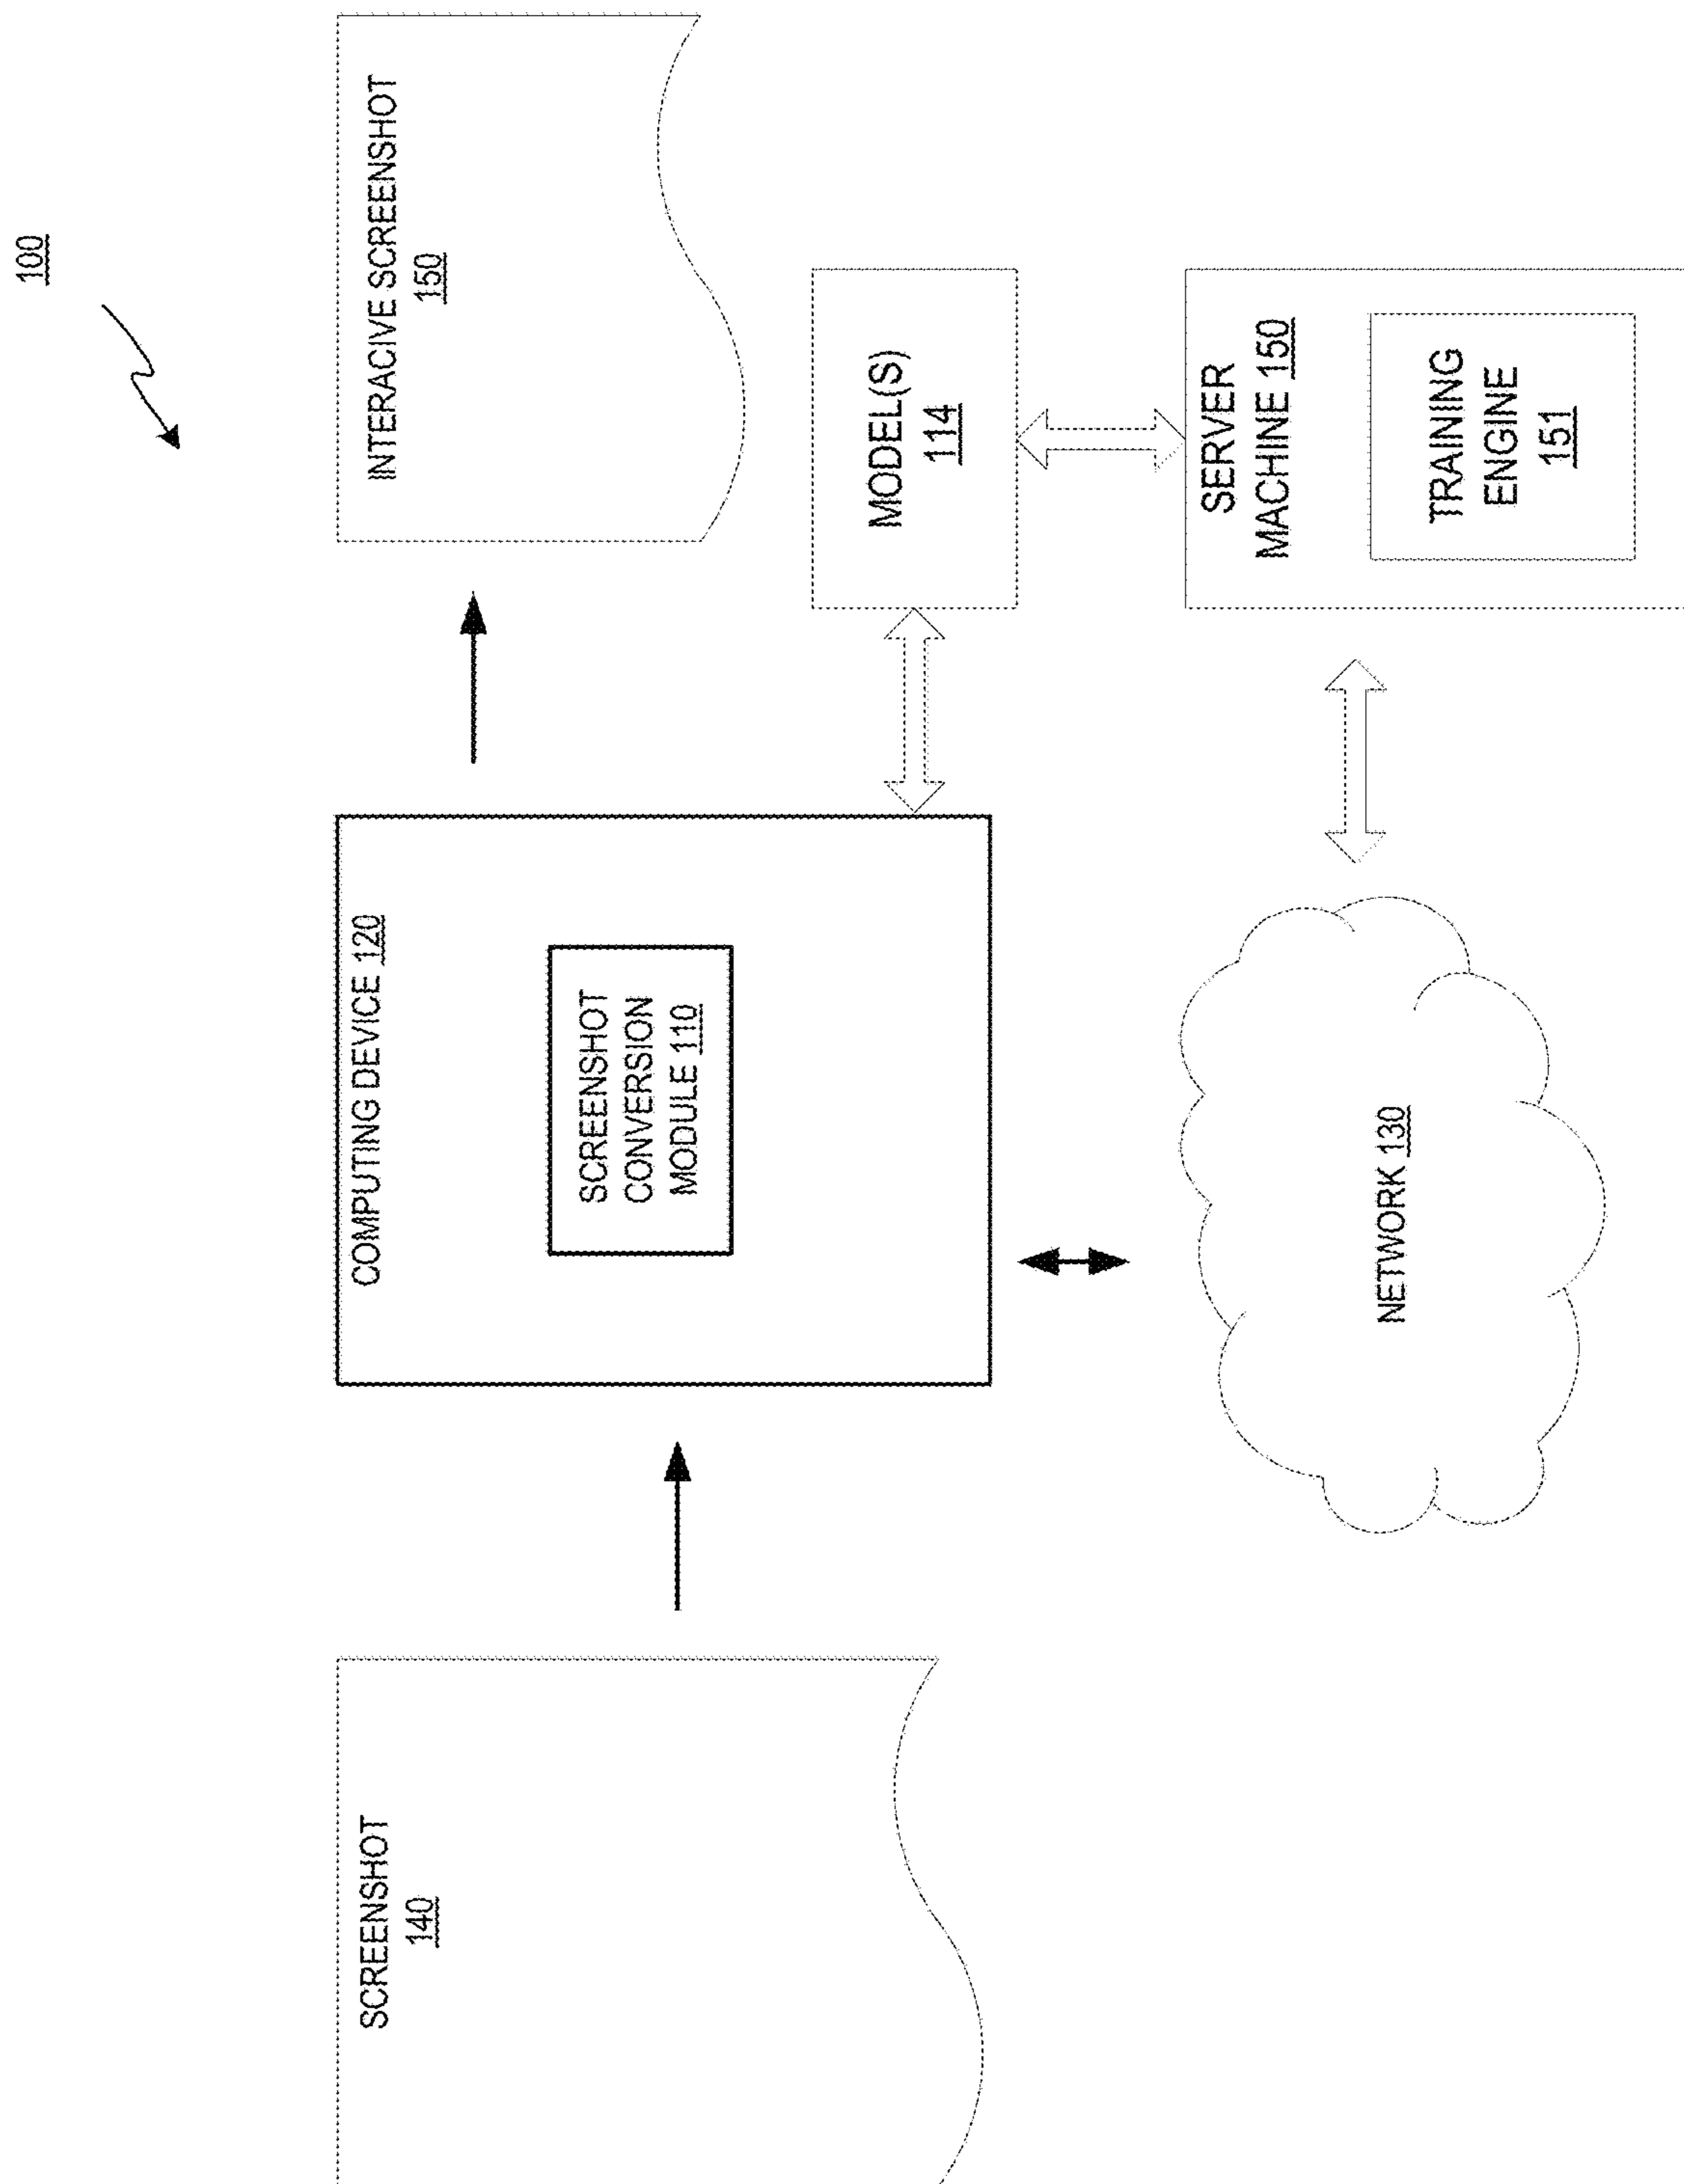 100
SCREENSHOT
140
COMPUTING DEVICE 120
SCREENSHOT
CONVERSION
MODULE 110
INTERACIVE SCREENSHOT
150
MODEL(S)
114
NETWORK 130
SERVER
MACHINE 150
TRAINING
ENGINE
151